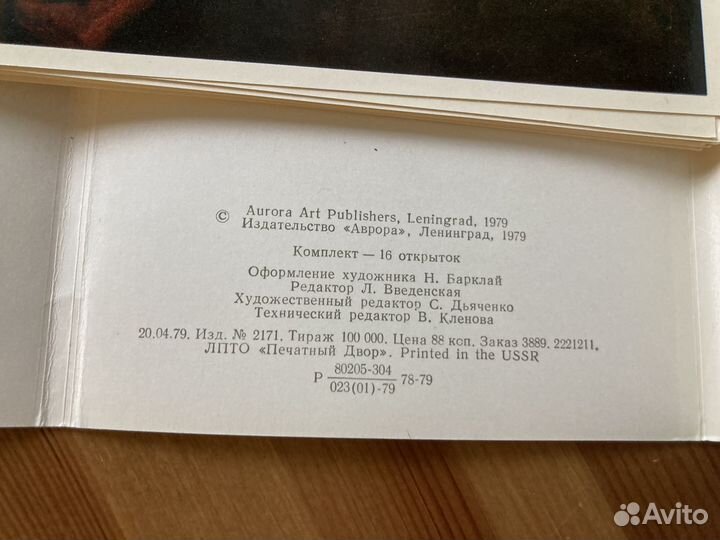 © Aurora Art Publishers, Leningrad, 1979
Издательство «Аврора», Ленинград, 1979
Комплект — 16 открыток
Оформление художника Н. Барклай
Редактор Л. Введенская
Художественный редактор С. Дьяченко
Технический редактор В. Кленова
20.04.79. Изд. № 2171. Тираж 100 000. Цена 88 коп. Заказ 3889. 2221211.
ЛПТО «Печатный Двор». Printed in the USSR
Р 80205-304 78-79
023(01)-79
Avito